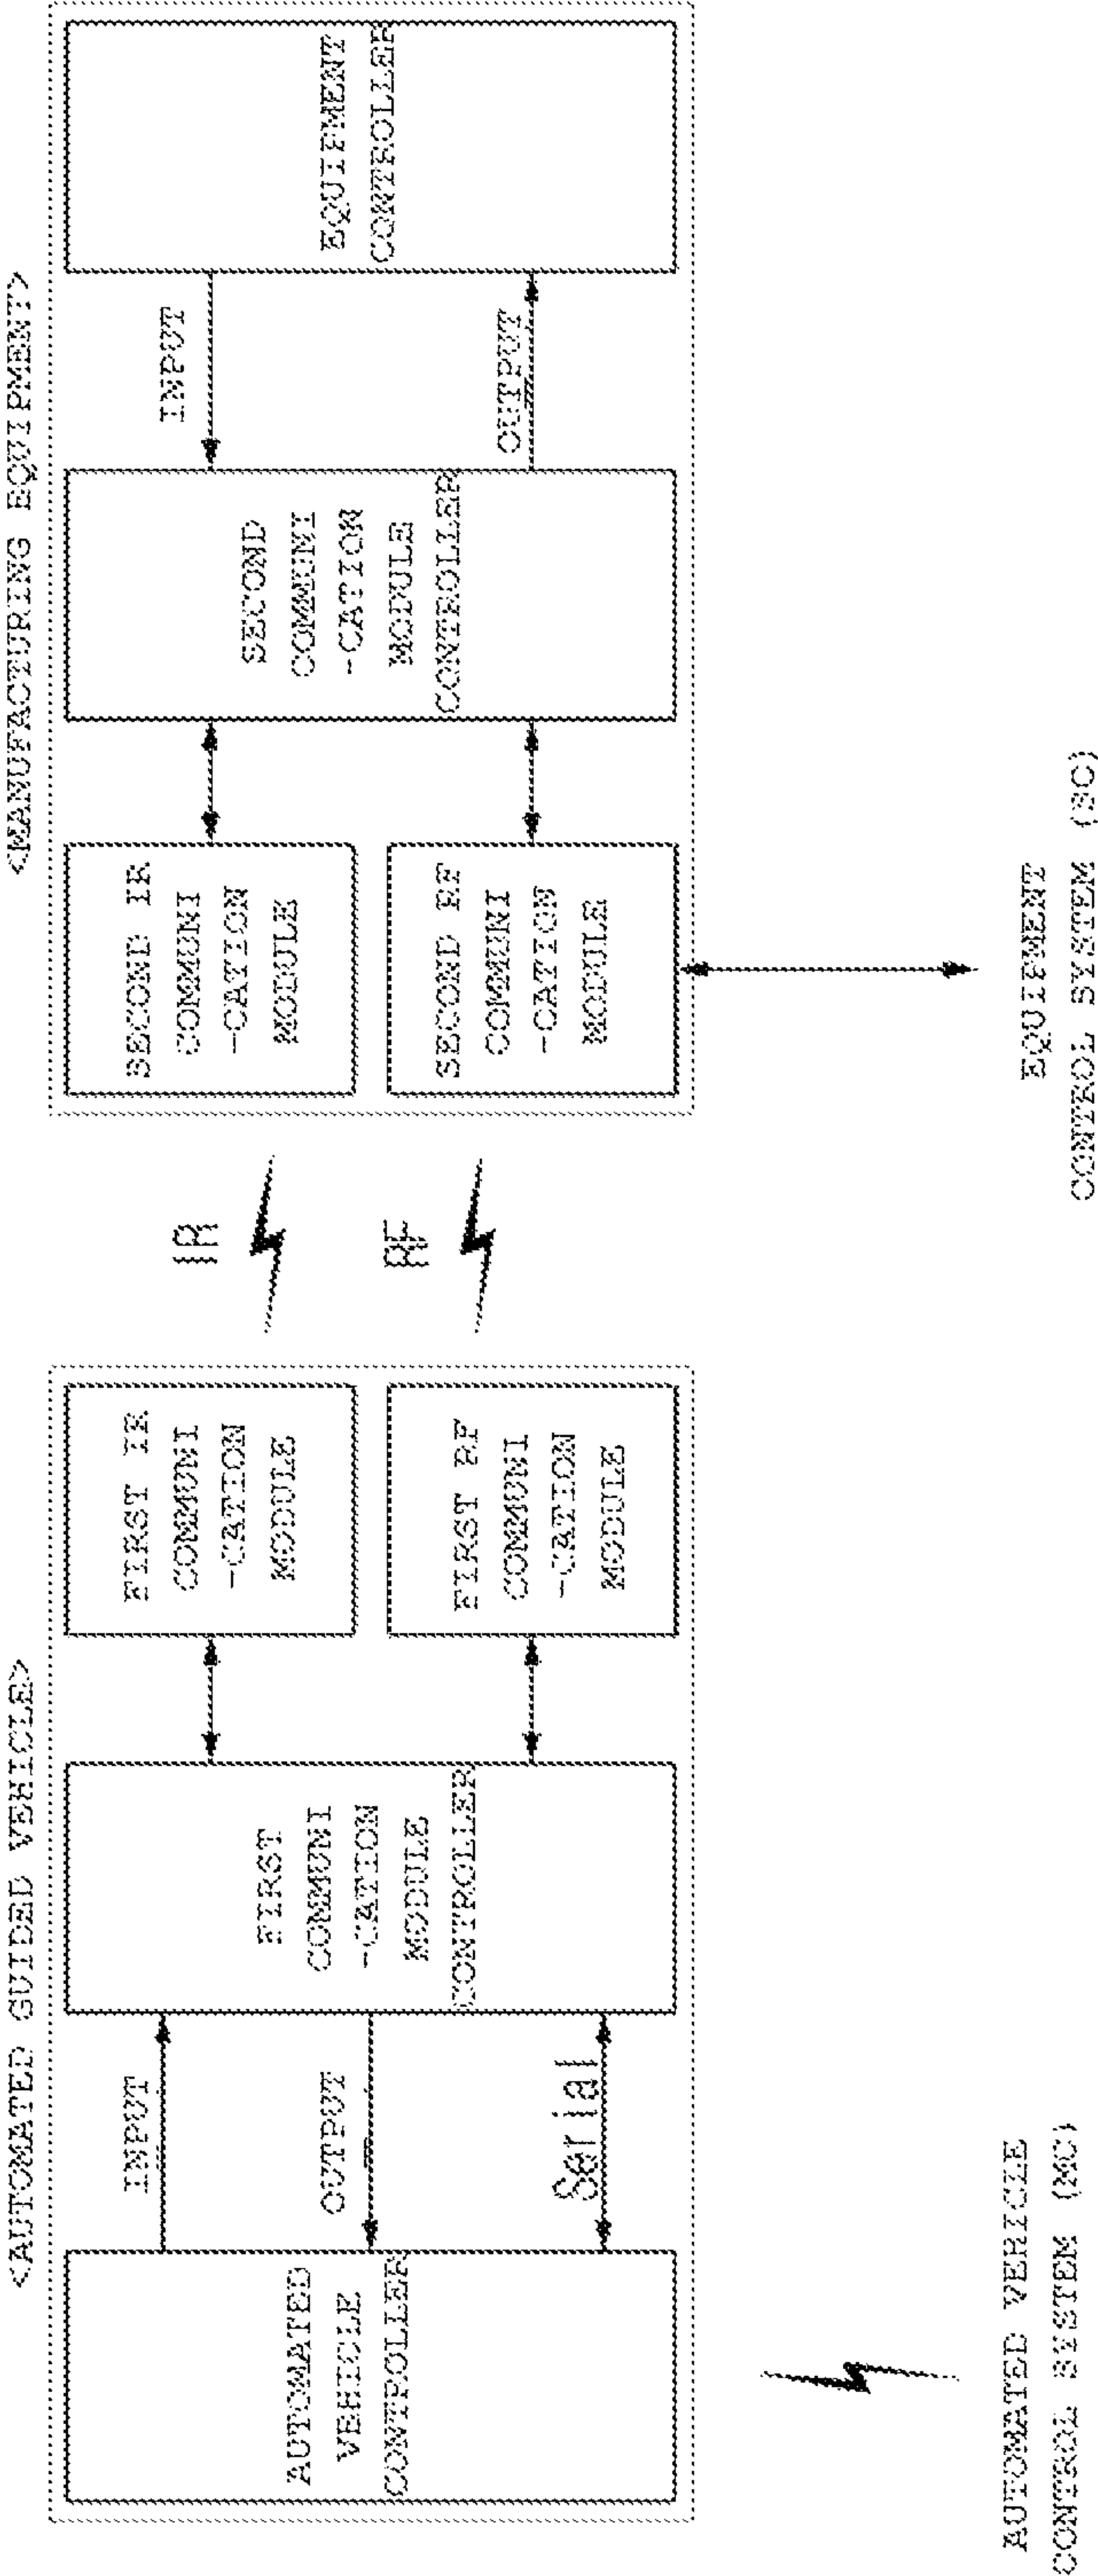 <AUTOMATED GUIDED VEHICLE>
AUTOMATED
VEHICLE
CONTROLLER
INPUT
OUTPUT
Serial
FIRST
COMMUNI
-CATION
MODULE
CONTROLLER
FIRST IR
COMMUNI
-CATION
MODULE
FIRST RF
COMMUNI
-CATION
MODULE
IR
RF
<MANUFACTURING EQUIPMENT>
SECOND IR
COMMUNI
-CATION
MODULE
SECOND RF
COMMUNI
-CATION
MODULE
SECOND
COMMUNI
-CATION
MODULE
CONTROLLER
INPUT
OUTPUT
EQUIPMENT
CONTROLLER
AUTOMATED VEHICLE
CONTROL SYSTEM (MC)
EQUIPMENT
CONTROL SYSTEM (SC)